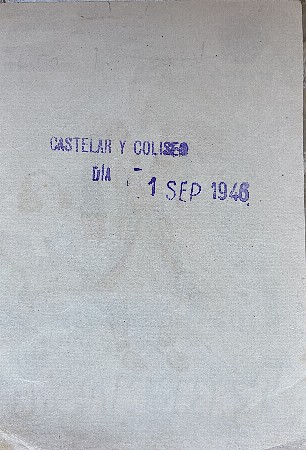 CASTELAR Y COLISEO
DÍA - 1 SEP 1946